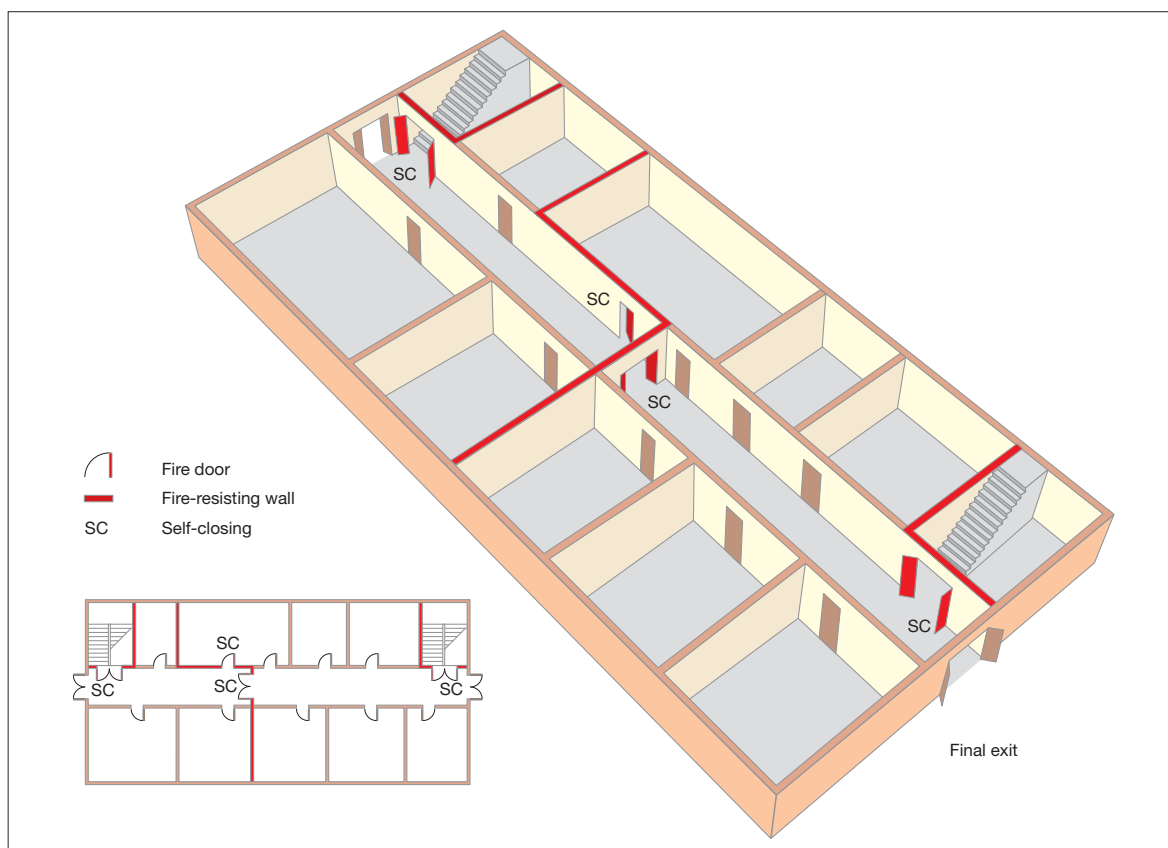 SC
SC
SC
SC
Fire door
Fire-resisting wall
SC Self-closing
SC
SC SC SC
Final exit